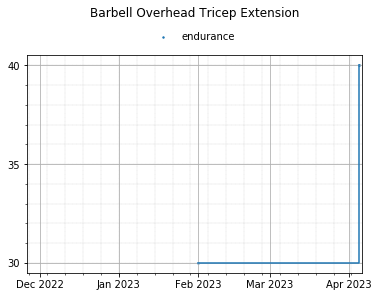 Barbell Overhead Tricep Extension
endurance
40
35
30
Dec 2022 Jan 2023 Feb 2023 Mar 2023 Apr 2023